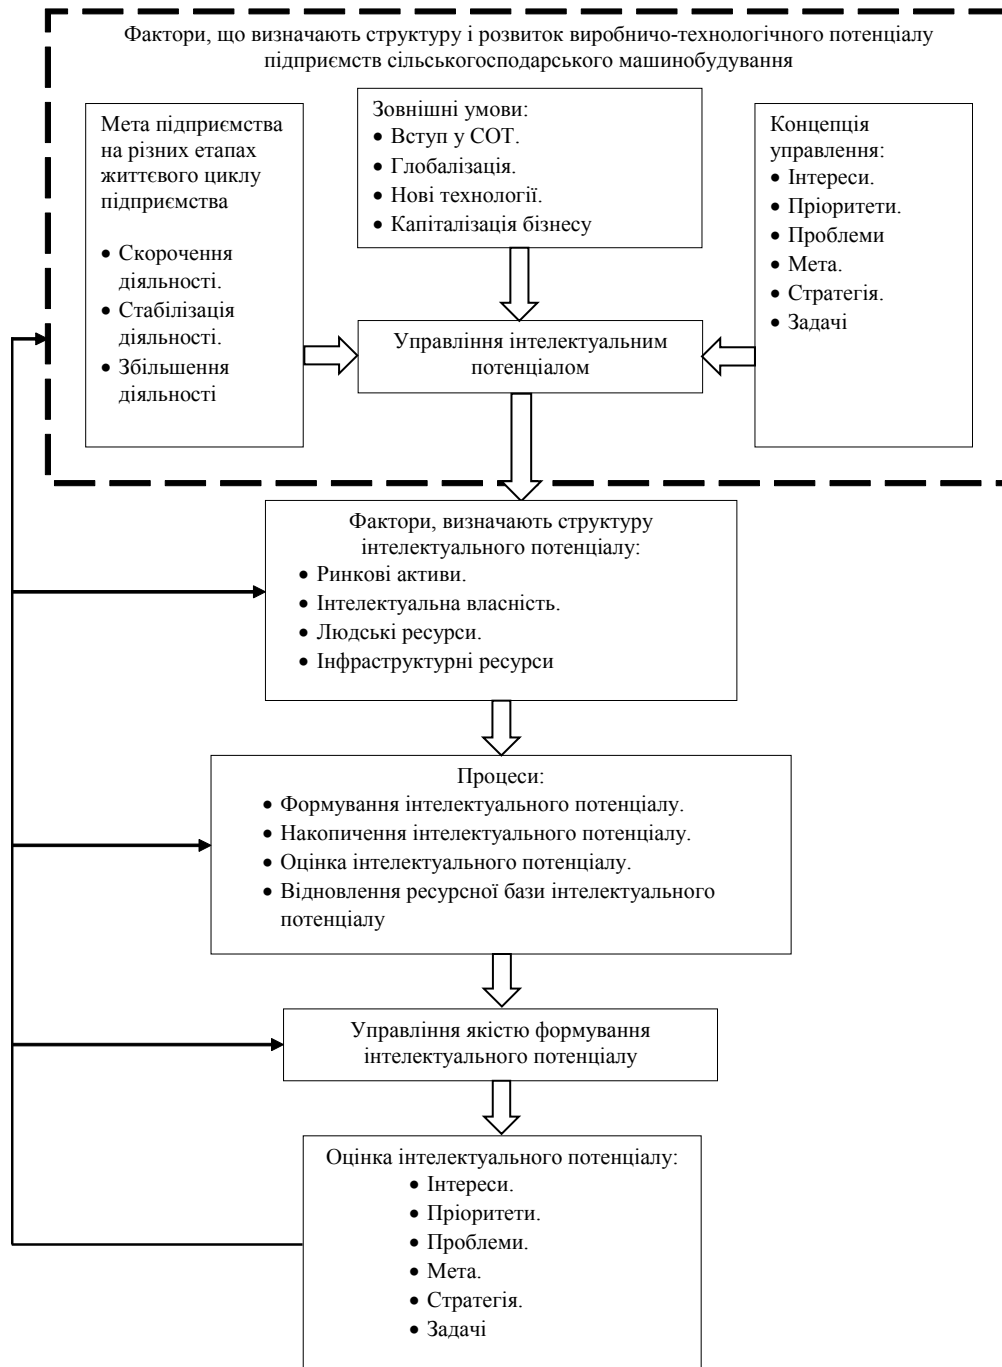 Фактори, що визначають структуру і розвиток виробничо-технологічного потенціалу
підприємств сільськогосподарського машинобудування
Мета підприємства
на різних етапах
життєвого циклу
підприємства
• Скорочення
діяльності.
• Стабілізація
діяльності.
• Збільшення
діяльності
Зовнішні умови:
• Вступ у СОТ.
• Глобалізація.
• Нові технології.
• Капіталізація бізнесу
Концепція
управління:
• Інтереси.
• Пріоритети.
• Проблеми
• Мета.
• Стратегія.
• Задачі
Управління інтелектуальним
потенціалом
Фактори, визначають структуру
інтелектуального потенціалу:
• Ринкові активи.
• Інтелектуальна власність.
• Людські ресурси.
• Інфраструктурні ресурси
Процеси:
• Формування інтелектуального потенціалу.
• Накопичення інтелектуального потенціалу.
• Оцінка інтелектуального потенціалу.
• Відновлення ресурсної бази інтелектуального
потенціалу
Управління якістю формування
інтелектуального потенціалу
Оцінка інтелектуального потенціалу:
• Інтереси.
• Пріоритети.
• Проблеми.
• Мета.
• Стратегія.
• Задачі